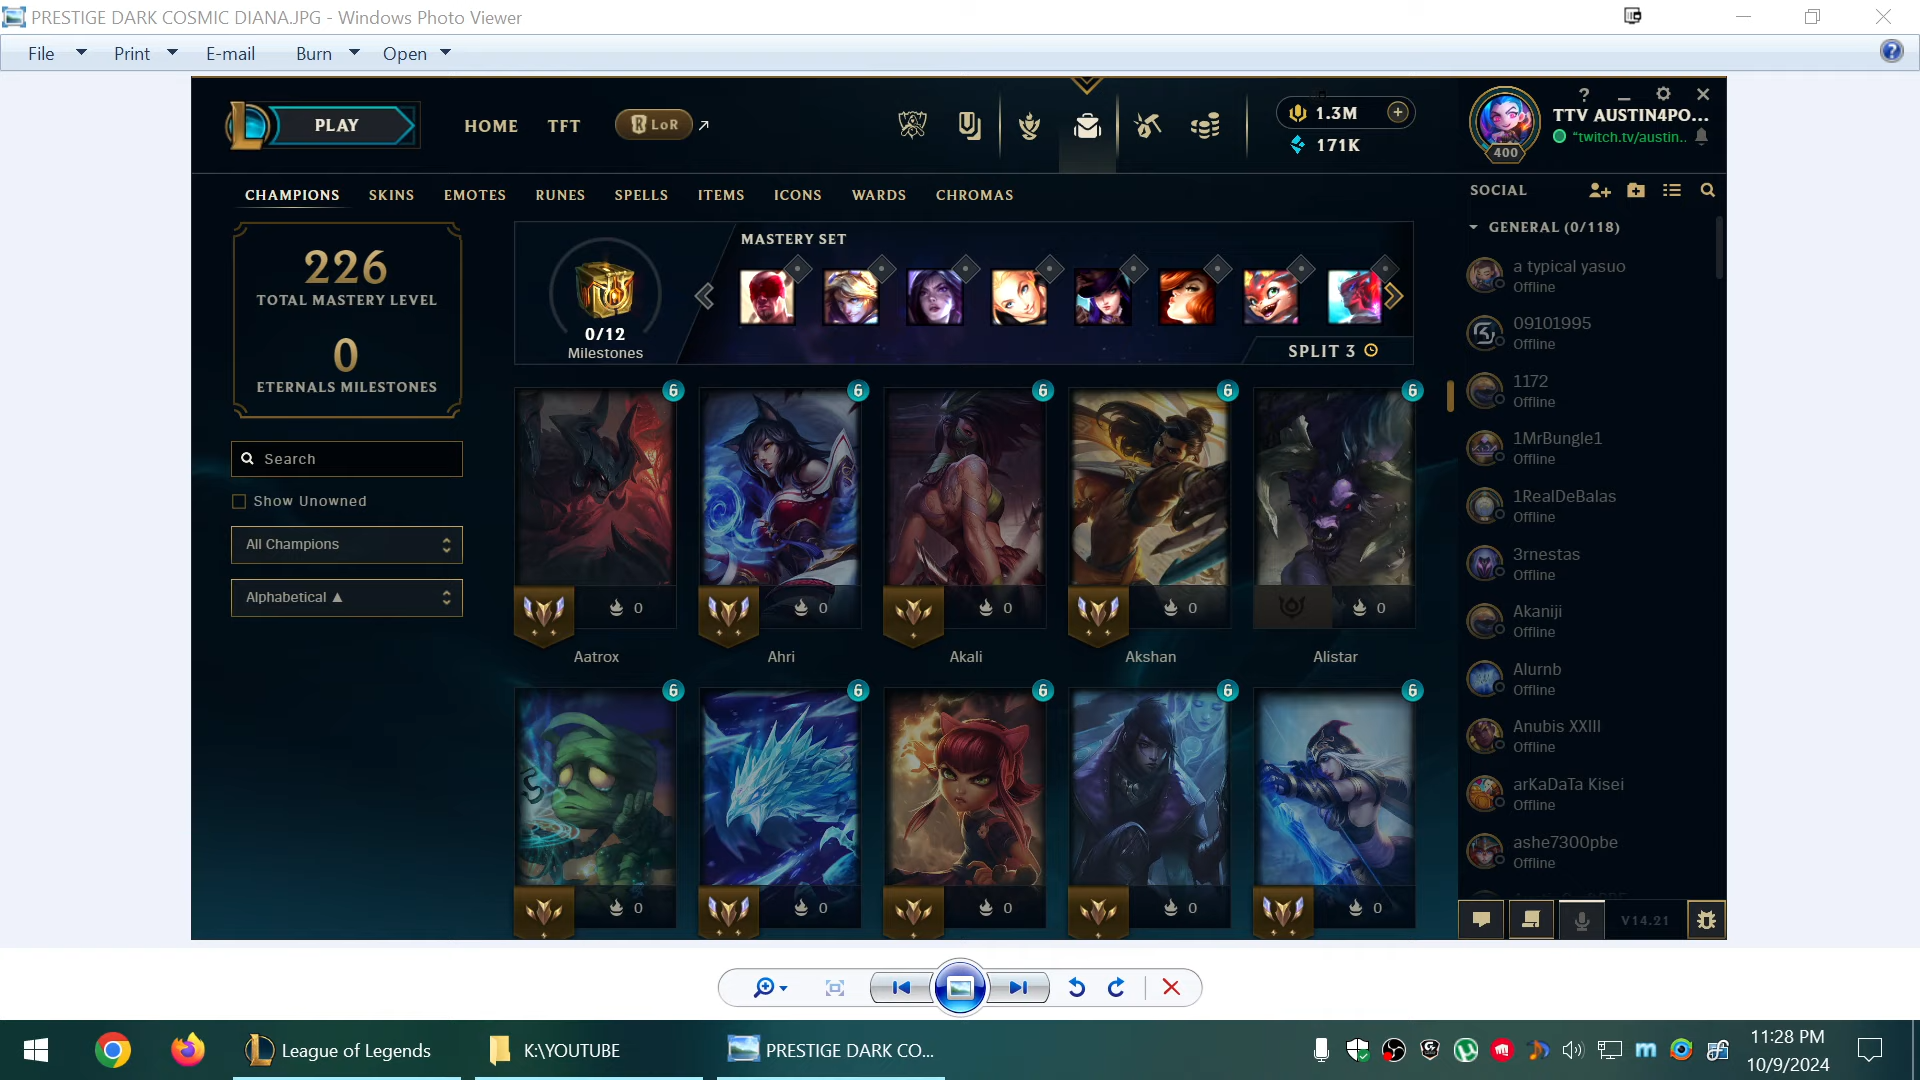 PRESTIGE DARK COSMIC DIANA.JPG - Windows Photo Viewer
File Print E-mail Burn Open
PLAY HOME TFT LoR
1.3M
171K
400
TTV AUSTIN4PO...
"twitch.tv/austin..
CHAMPIONS SKINS EMOTES RUNES SPELLS ITEMS ICONS WARDS CHROMAS
226
TOTAL MASTERY LEVEL
0
ETERNALS MILESTONES
Search
Show Unowned
All Champions
Alphabetical ▲
MASTERY SET
0/12
Milestones
SPLIT 3
6 6 6 6 6
0 0 0 0 0
Aatrox Ahri Akali Akshan Alistar
6 6 6 6 6
0 0 0 0 0
SOCIAL
GENERAL (0/118)
a typical yasuo
Offline
09101995
Offline
1172
Offline
1MrBungle1
Offline
1RealDeBalas
Offline
3rnestas
Offline
Akaniji
Offline
Alurnb
Offline
Anubis XXIII
Offline
arKaDaTa Kisei
Offline
ashe7300pbe
Offline
V14.21
League of Legends
K:\YOUTUBE
PRESTIGE DARK CO...
11:28 PM
10/9/2024